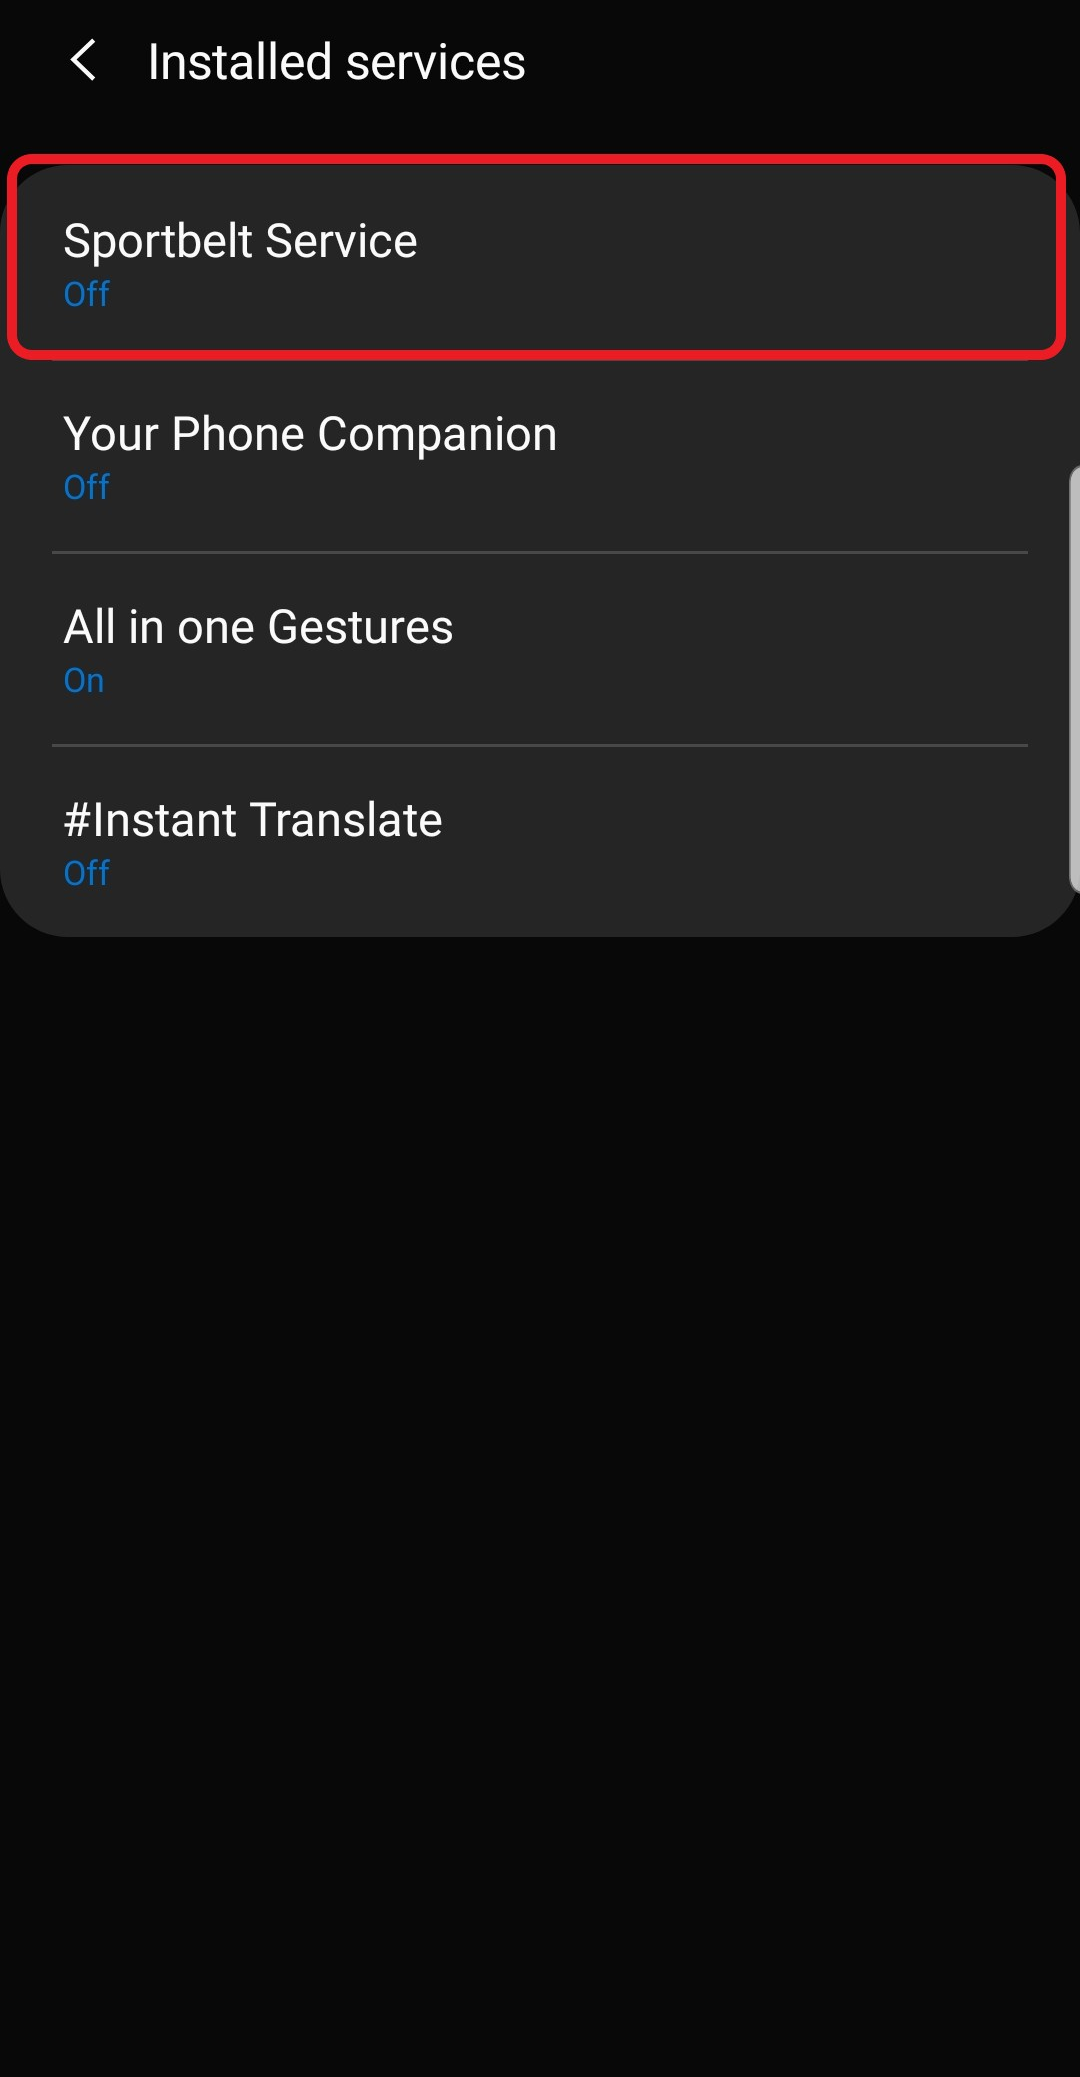 Installed services
Sportbelt Service
Off
Your Phone Companion
Off
All in one Gestures
On
#Instant Translate
Off